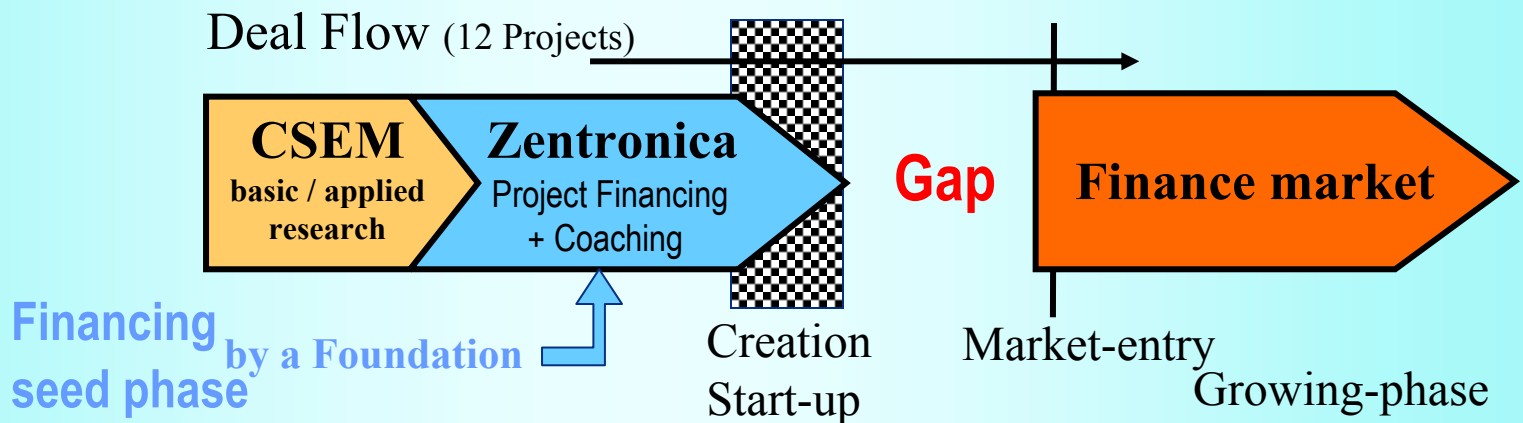 Deal Flow (12 Projects)
CSEM
basic / applied
research
Zentronica
Project Financing
+ Coaching
Gap
Finance market
Financing
seed phase
by a Foundation
Creation
Start-up
Market-entry
Growing-phase